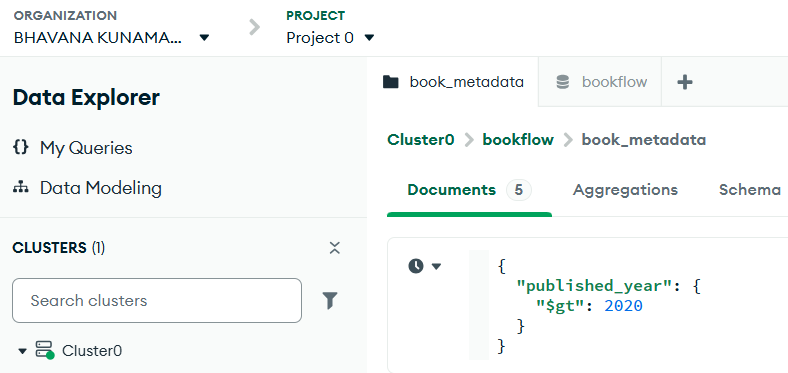 ORGANIZATION
BHAVANA KUNAMA...
PROJECT
Project 0
Data Explorer
{} My Queries
Data Modeling
CLUSTERS (1)
Search clusters
Cluster0
book_metadata
bookflow
Cluster0 > bookflow > book_metadata
Documents 5 Aggregations Schema
{
"published_year": {
"$gt": 2020
}
}